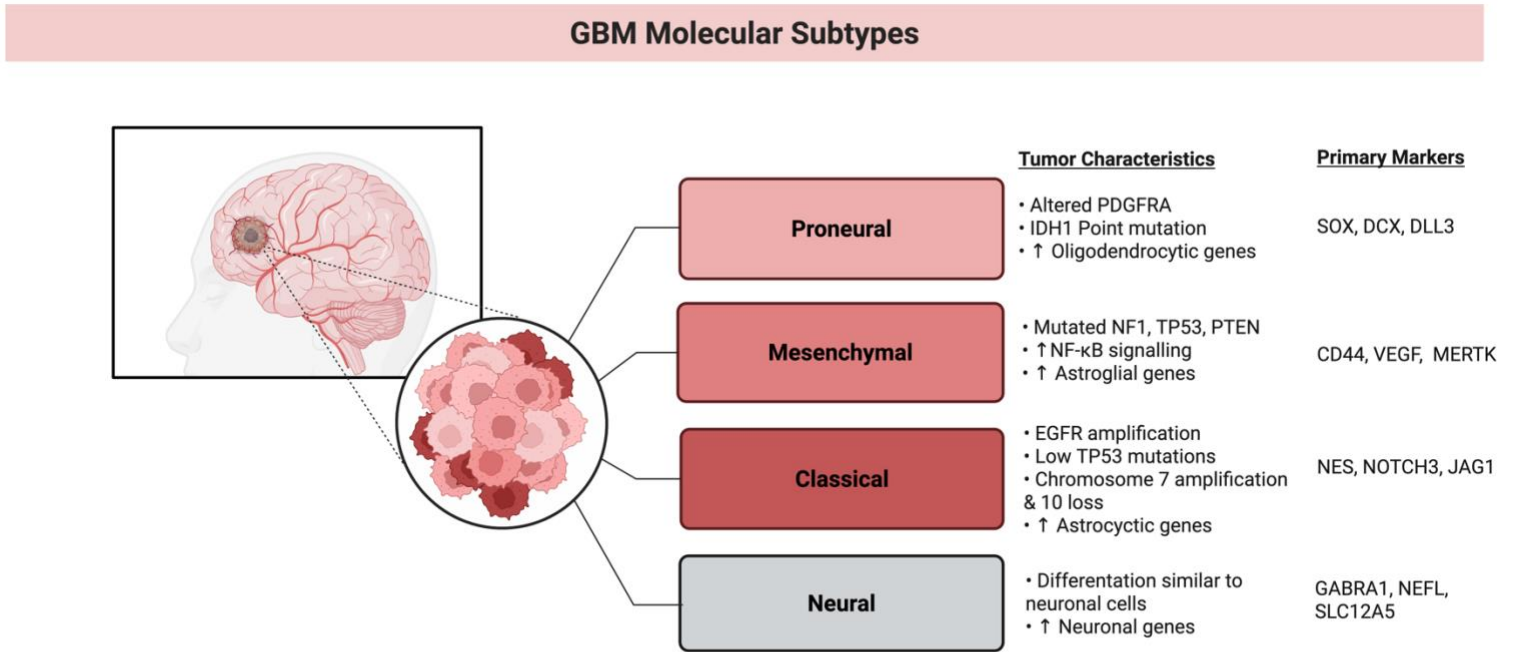 GBM Molecular Subtypes
Tumor Characteristics
Primary Markers
Proneural
• Altered PDGFRA
• IDH1 Point mutation
• ↑ Oligodendrocytic genes
SOX, DCX, DLL3
Mesenchymal
• Mutated NF1, TP53, PTEN
• ↑NF-κB signalling
• ↑ Astroglial genes
CD44, VEGF, MERTK
Classical
• EGFR amplification
• Low TP53 mutations
• Chromosome 7 amplification
& 10 loss
• ↑ Astrocyctic genes
NES, NOTCH3, JAG1
Neural
• Differentation similar to
neuronal cells
• ↑ Neuronal genes
GABRA1, NEFL,
SLC12A5